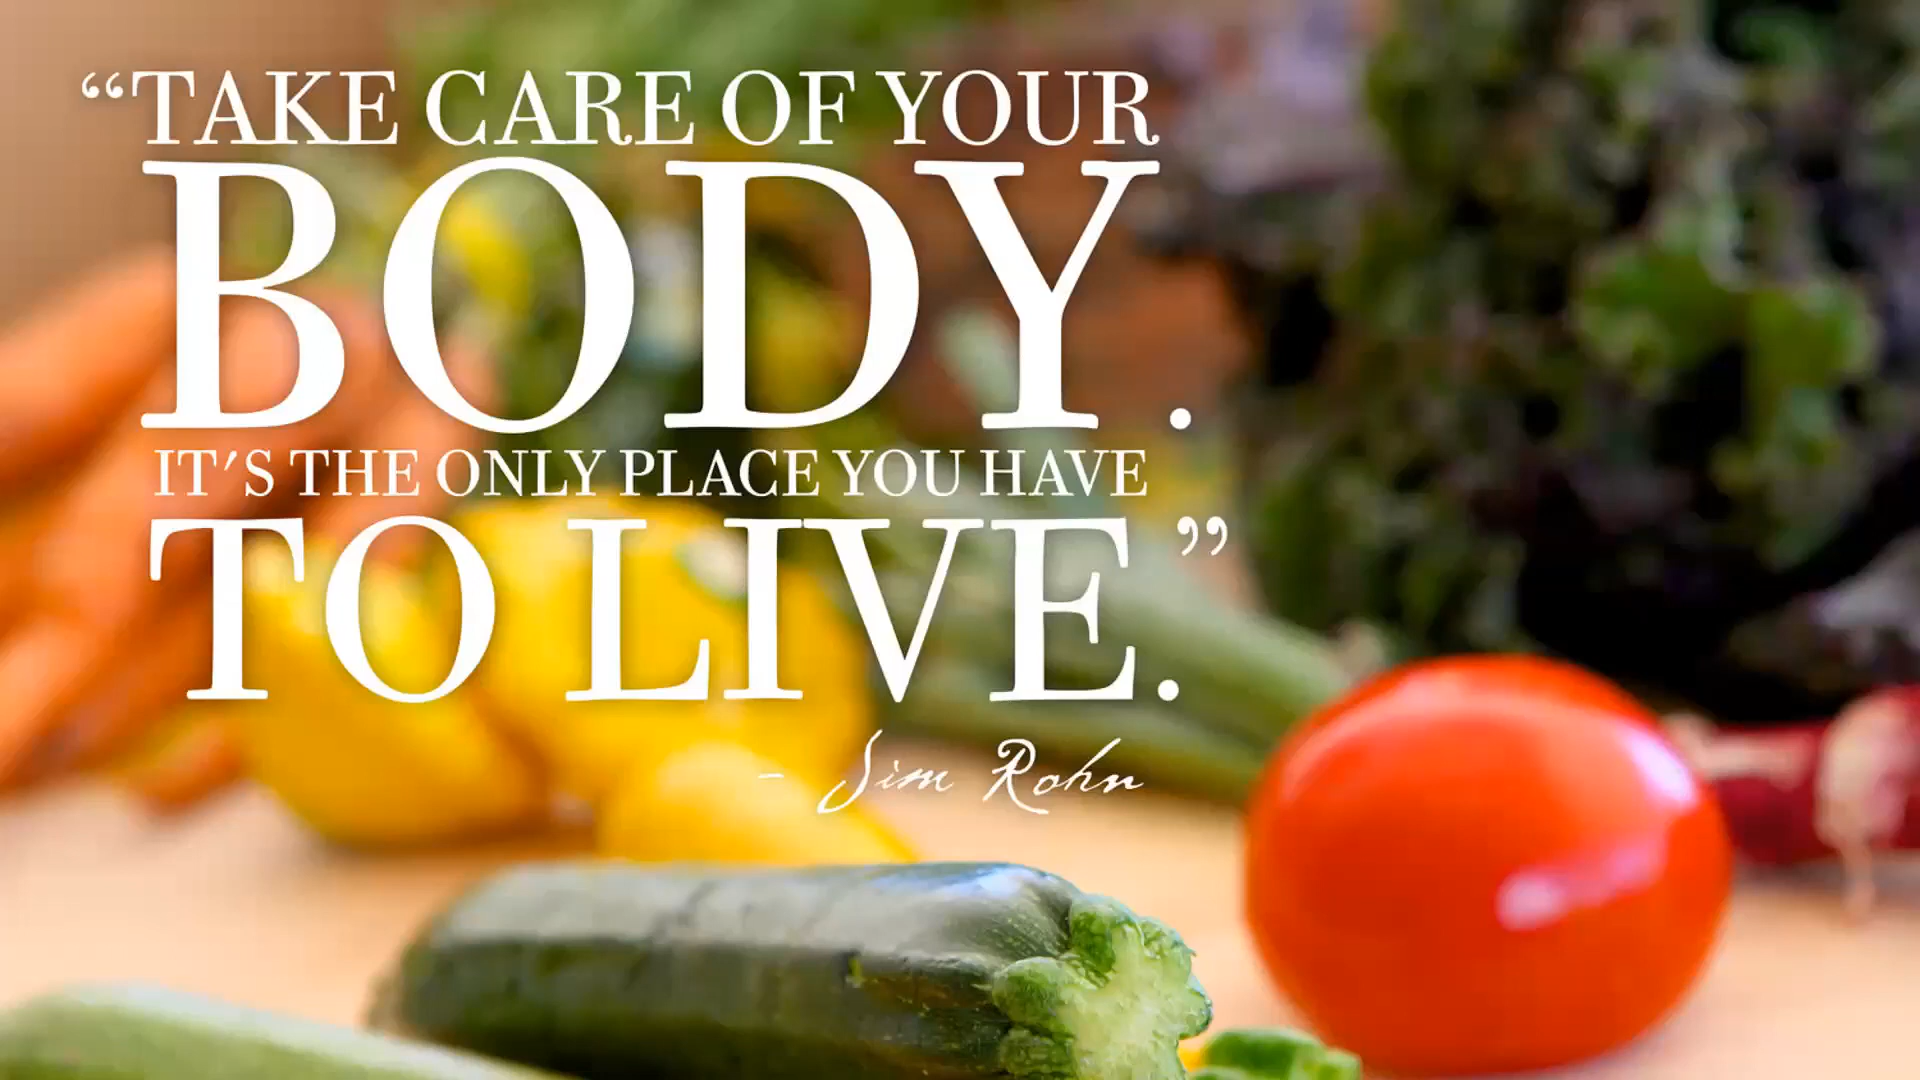 “TAKE CARE OF YOUR
BODY.
IT'S THE ONLY PLACE YOU HAVE
TO LIVE.”
- Jim Rohn